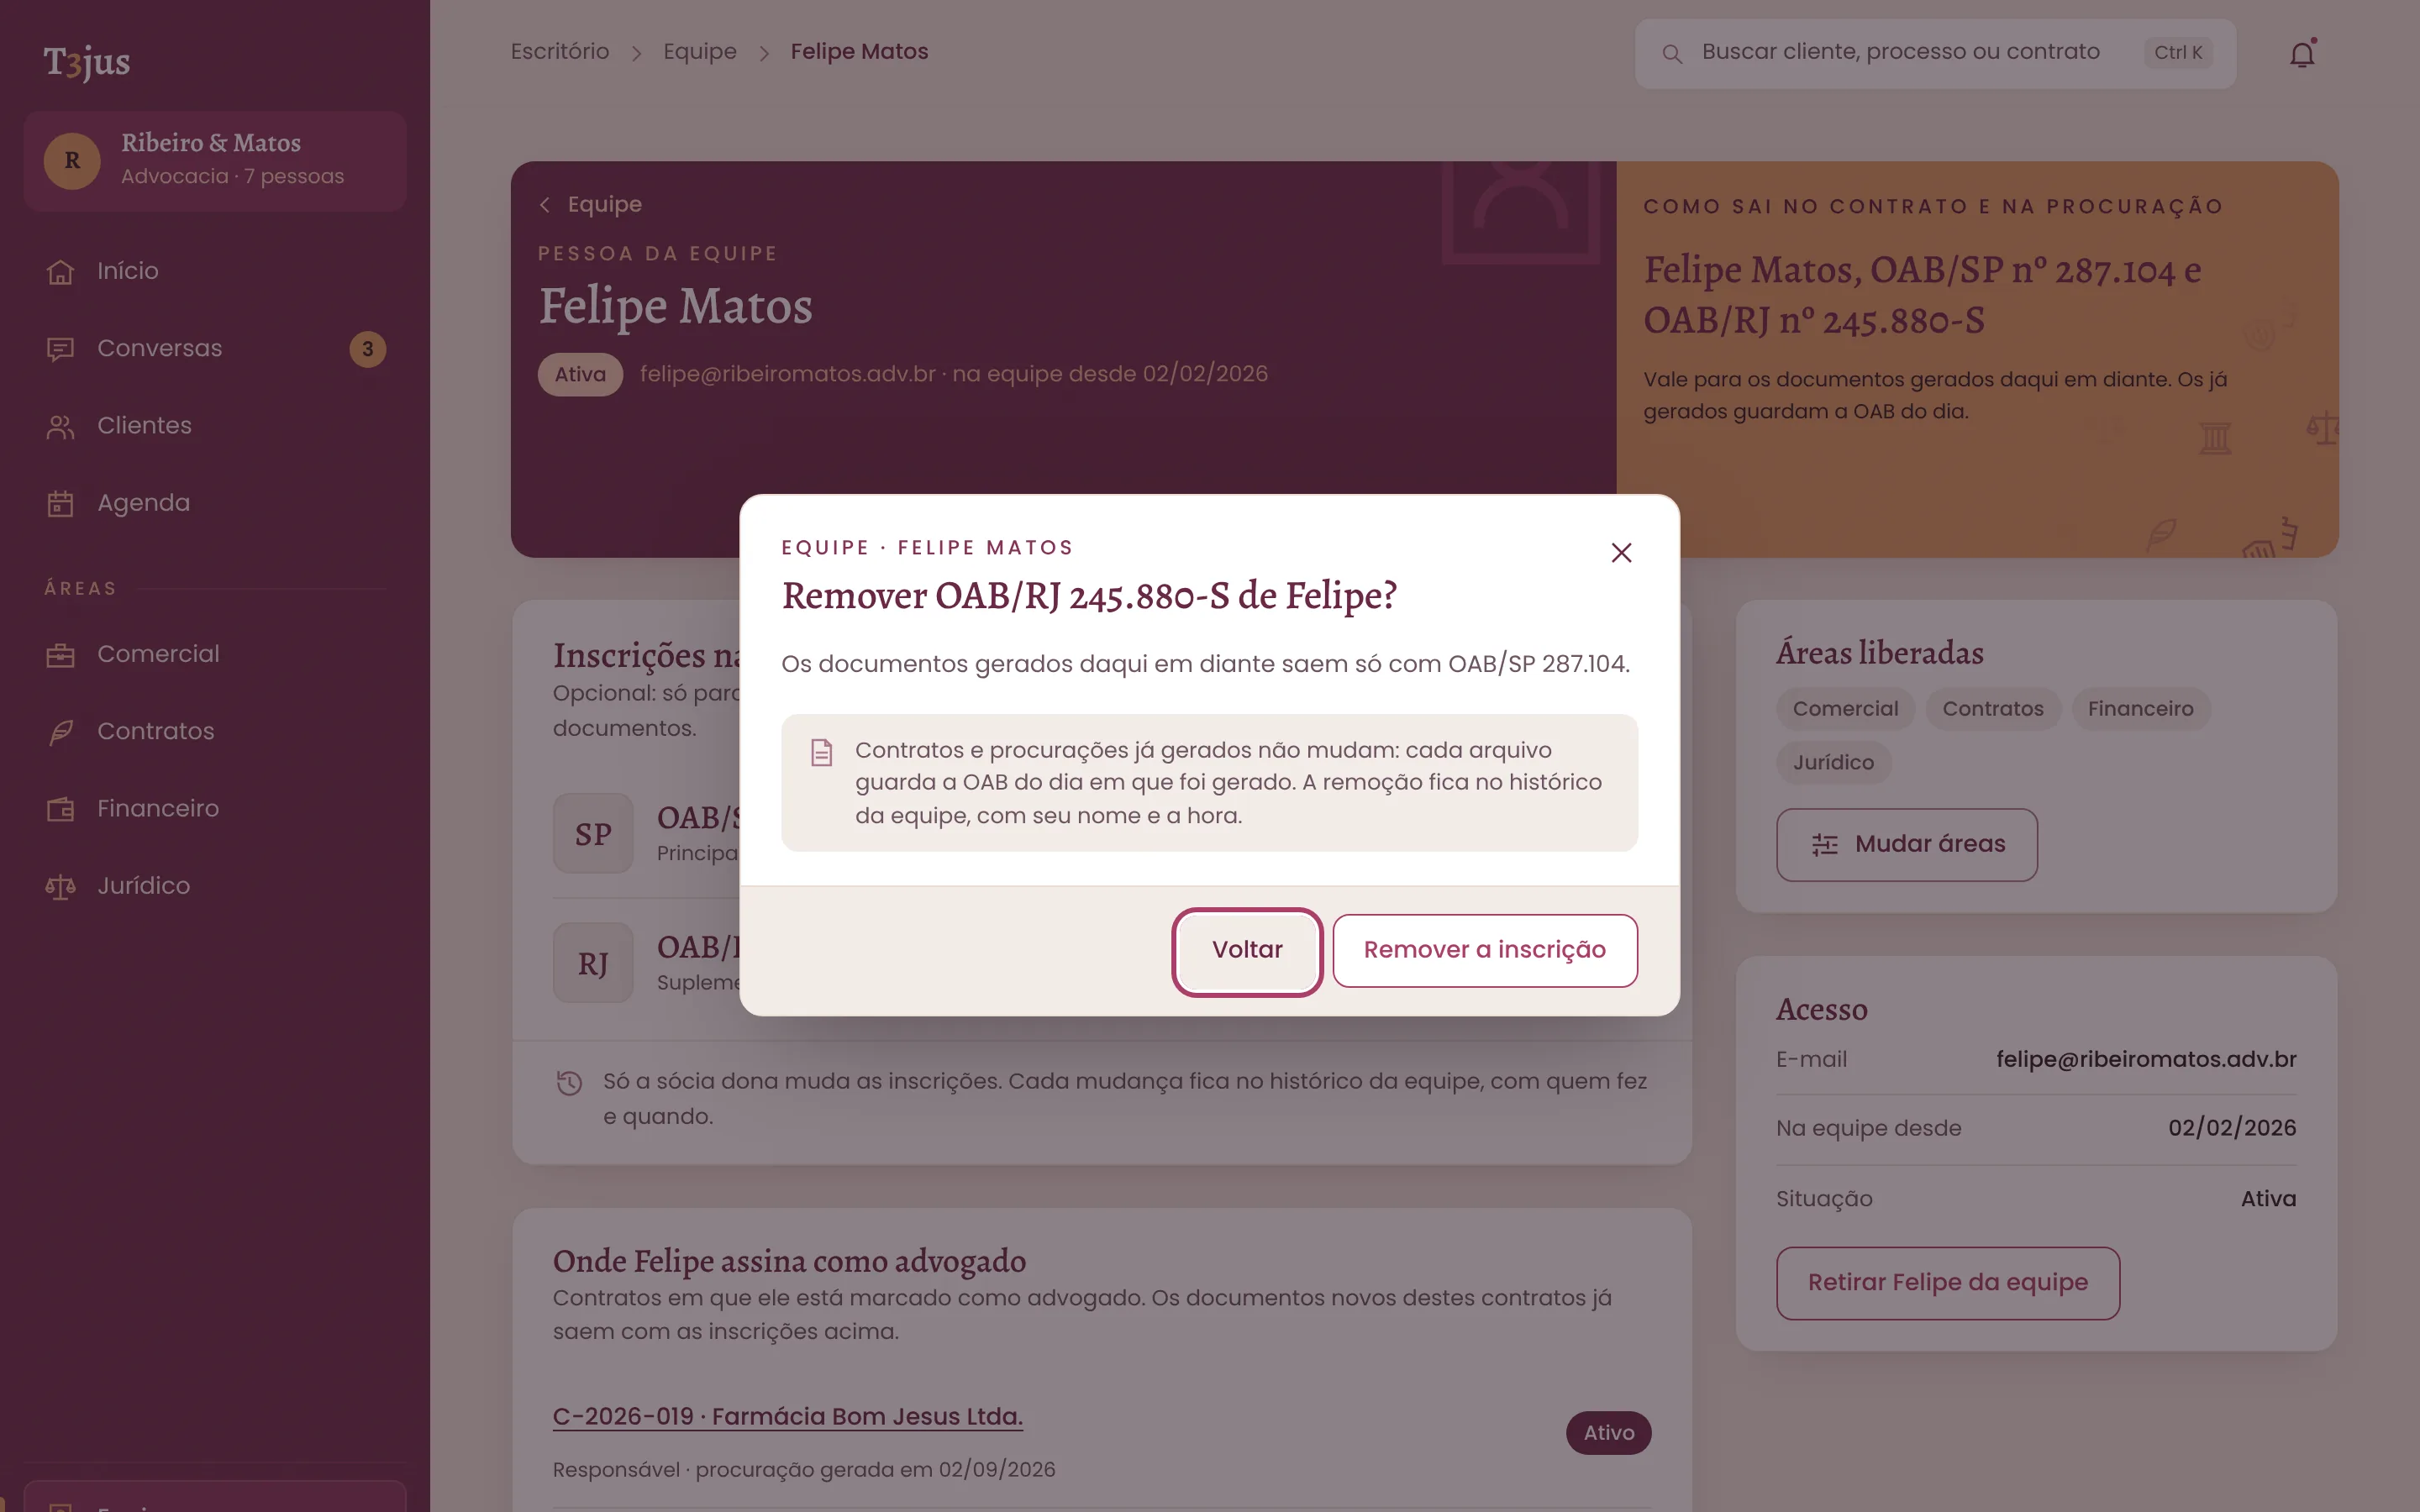 T3jus
R
Ribeiro & Matos
Advocacia · 7 pessoas
Início
Conversas
3
Clientes
Agenda
ÁREAS
Comercial
Contratos
Financeiro
Jurídico
Escritório
Equipe
Felipe Matos
Buscar cliente, processo ou contrato
Ctrl K
Equipe
PESSOA DA EQUIPE
Felipe Matos
Ativa
felipe@ribeiromatos.adv.br · na equipe desde 02/02/2026
COMO SAI NO CONTRATO E NA PROCURAÇÃO
Felipe Matos, OAB/SP nº 287.104 e
OAB/RJ nº 245.880-S
Vale para os documentos gerados daqui em diante. Os já
gerados guardam a OAB do dia.
EQUIPE · FELIPE MATOS
Remover OAB/RJ 245.880-S de Felipe?
Os documentos gerados daqui em diante saem só com OAB/SP 287.104.
Contratos e procurações já gerados não mudam: cada arquivo
guarda a OAB do dia em que foi gerado. A remoção fica no histórico
da equipe, com seu nome e a hora.
Voltar
Remover a inscrição
Inscrições
Opcional: só
documentos.
SP
RJ
Só a sócia dona muda as inscrições. Cada mudança fica no histórico da equipe, com quem fez
e quando.
Onde Felipe assina como advogado
Contratos em que ele está marcado como advogado. Os documentos novos destes contratos já
saem com as inscrições acima.
C-2026-019 · Farmácia Bom Jesus Ltda.
Ativo
Responsável · procuração gerada em 02/09/2026
Áreas liberadas
Comercial
Contratos
Financeiro
Jurídico
Mudar áreas
Acesso
E-mail
felipe@ribeiromatos.adv.br
Na equipe desde
02/02/2026
Situação
Ativa
Retirar Felipe da equipe